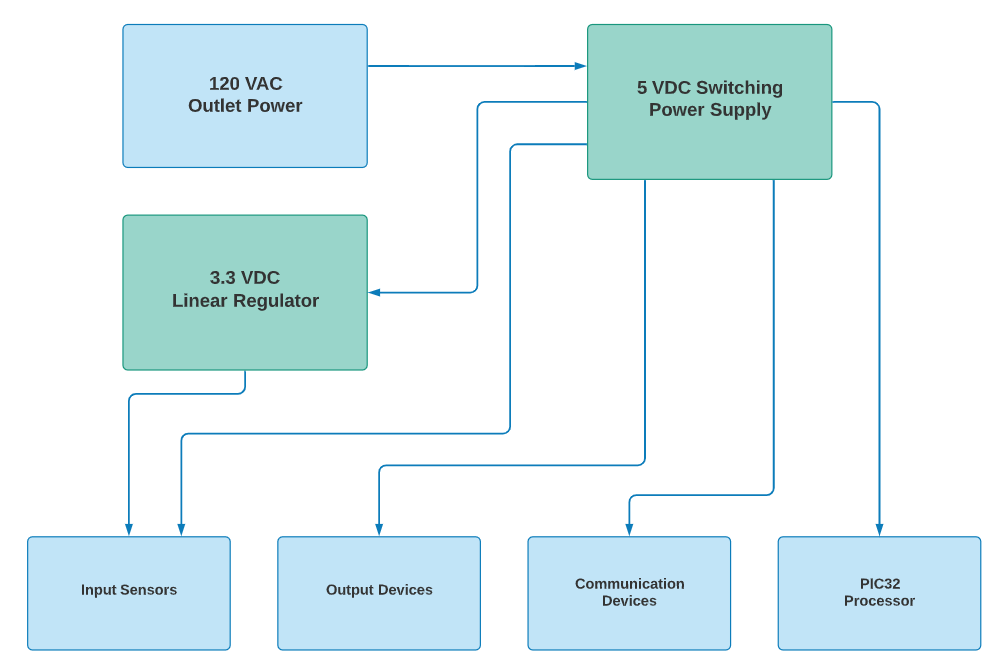 120 VAC
Outlet Power
5 VDC Switching
Power Supply
3.3 VDC
Linear Regulator
Input Sensors
Output Devices
Communication
Devices
PIC32
Processor